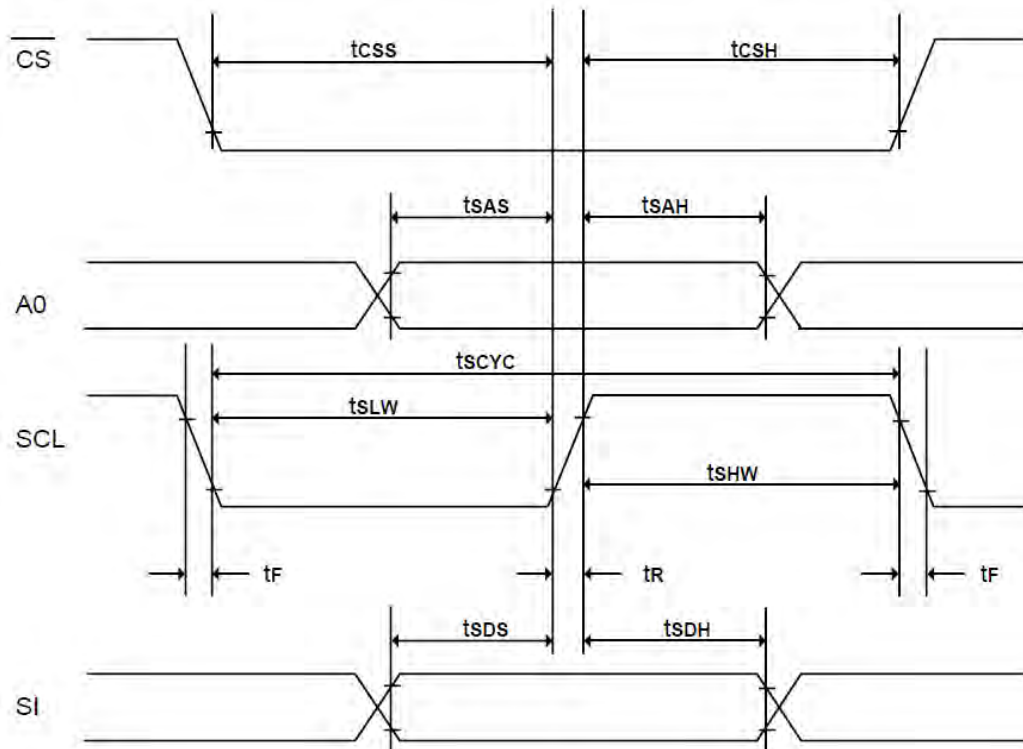 CS
tCSS
tCSH
tSAS
tSAH
A0
tSCYC
tSLW
SCL
tSHW
tF
tR
tF
tSDS
tSDH
SI